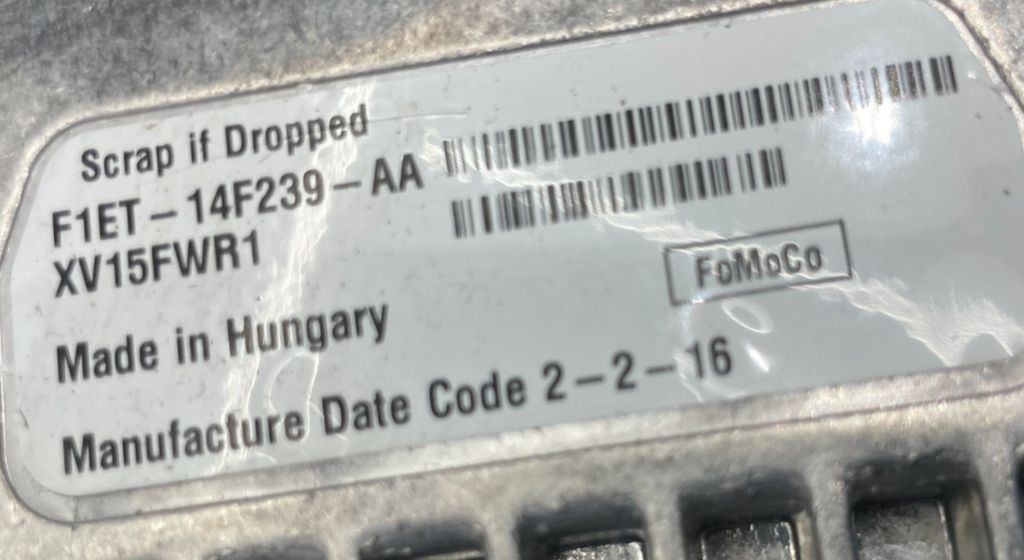 Scrap if Dropped
F1ET-14F239-AA
XV15FWR1
FoMoCo
Made in Hungary
Manufacture Date Code 2-2-16